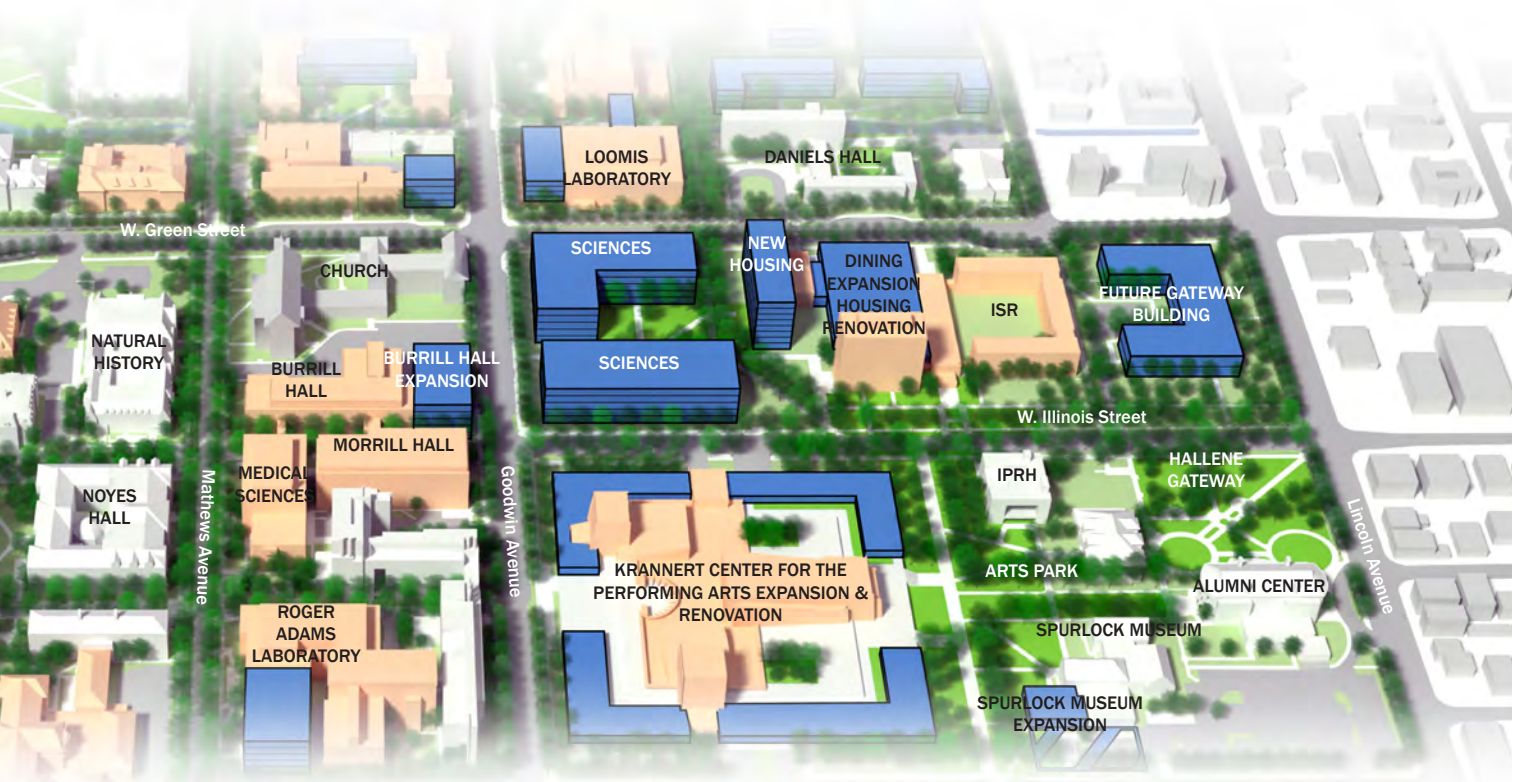 LOOMIS
LABORATORY
DANIELS HALL
W. Green Street
CHURCH
SCIENCES
NEW
HOUSING
DINING
EXPANSION
HOUSING
RENOVATION
ISR
FUTURE GATEWAY
BUILDING
NATURAL
HISTORY
BURRILL
HALL
BURRILL HALL
EXPANSION
SCIENCES
W. Illinois Street
MORRILL HALL
MEDICAL
SCIENCES
NOYES
HALL
Mathews Avenue
Goodwin Avenue
IPRH
HALLENE
GATEWAY
Lincoln Avenue
KRANNERT CENTER FOR THE
PERFORMING ARTS EXPANSION &
RENOVATION
ARTS PARK
ALUMNI CENTER
ROGER
ADAMS
LABORATORY
SPURLOCK MUSEUM
SPURLOCK MUSEUM
EXPANSION